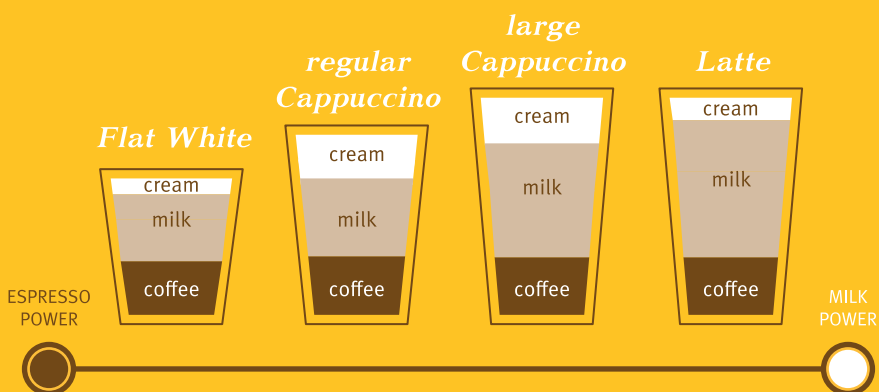 Flat White
cream
milk
coffee
regular
Cappuccino
cream
milk
coffee
large
Cappuccino
cream
milk
coffee
Latte
cream
milk
coffee
ESPRESSO
POWER
MILK
POWER